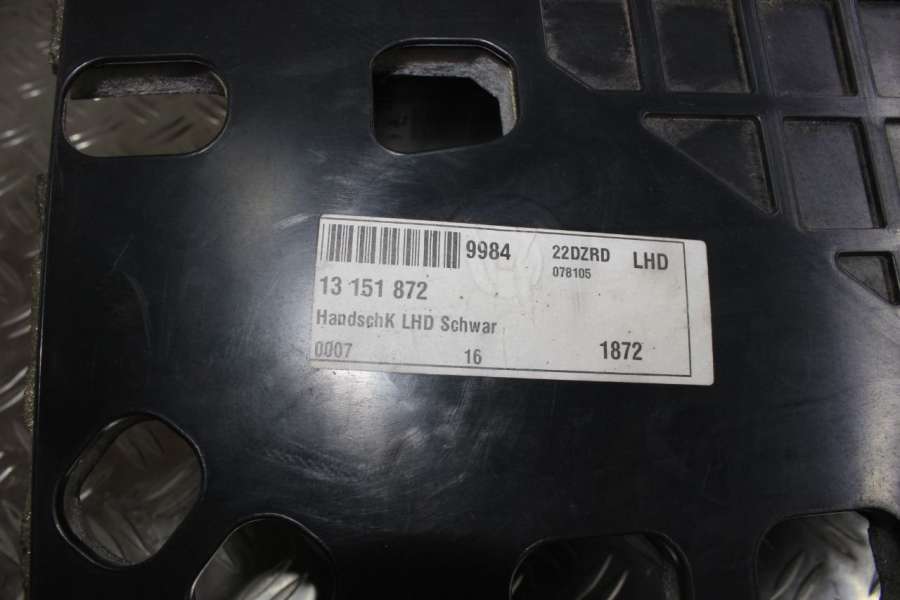 9984 22DZRD LHD
078105
13 151 872
HandschK LHD Schwar
0007 16 1872